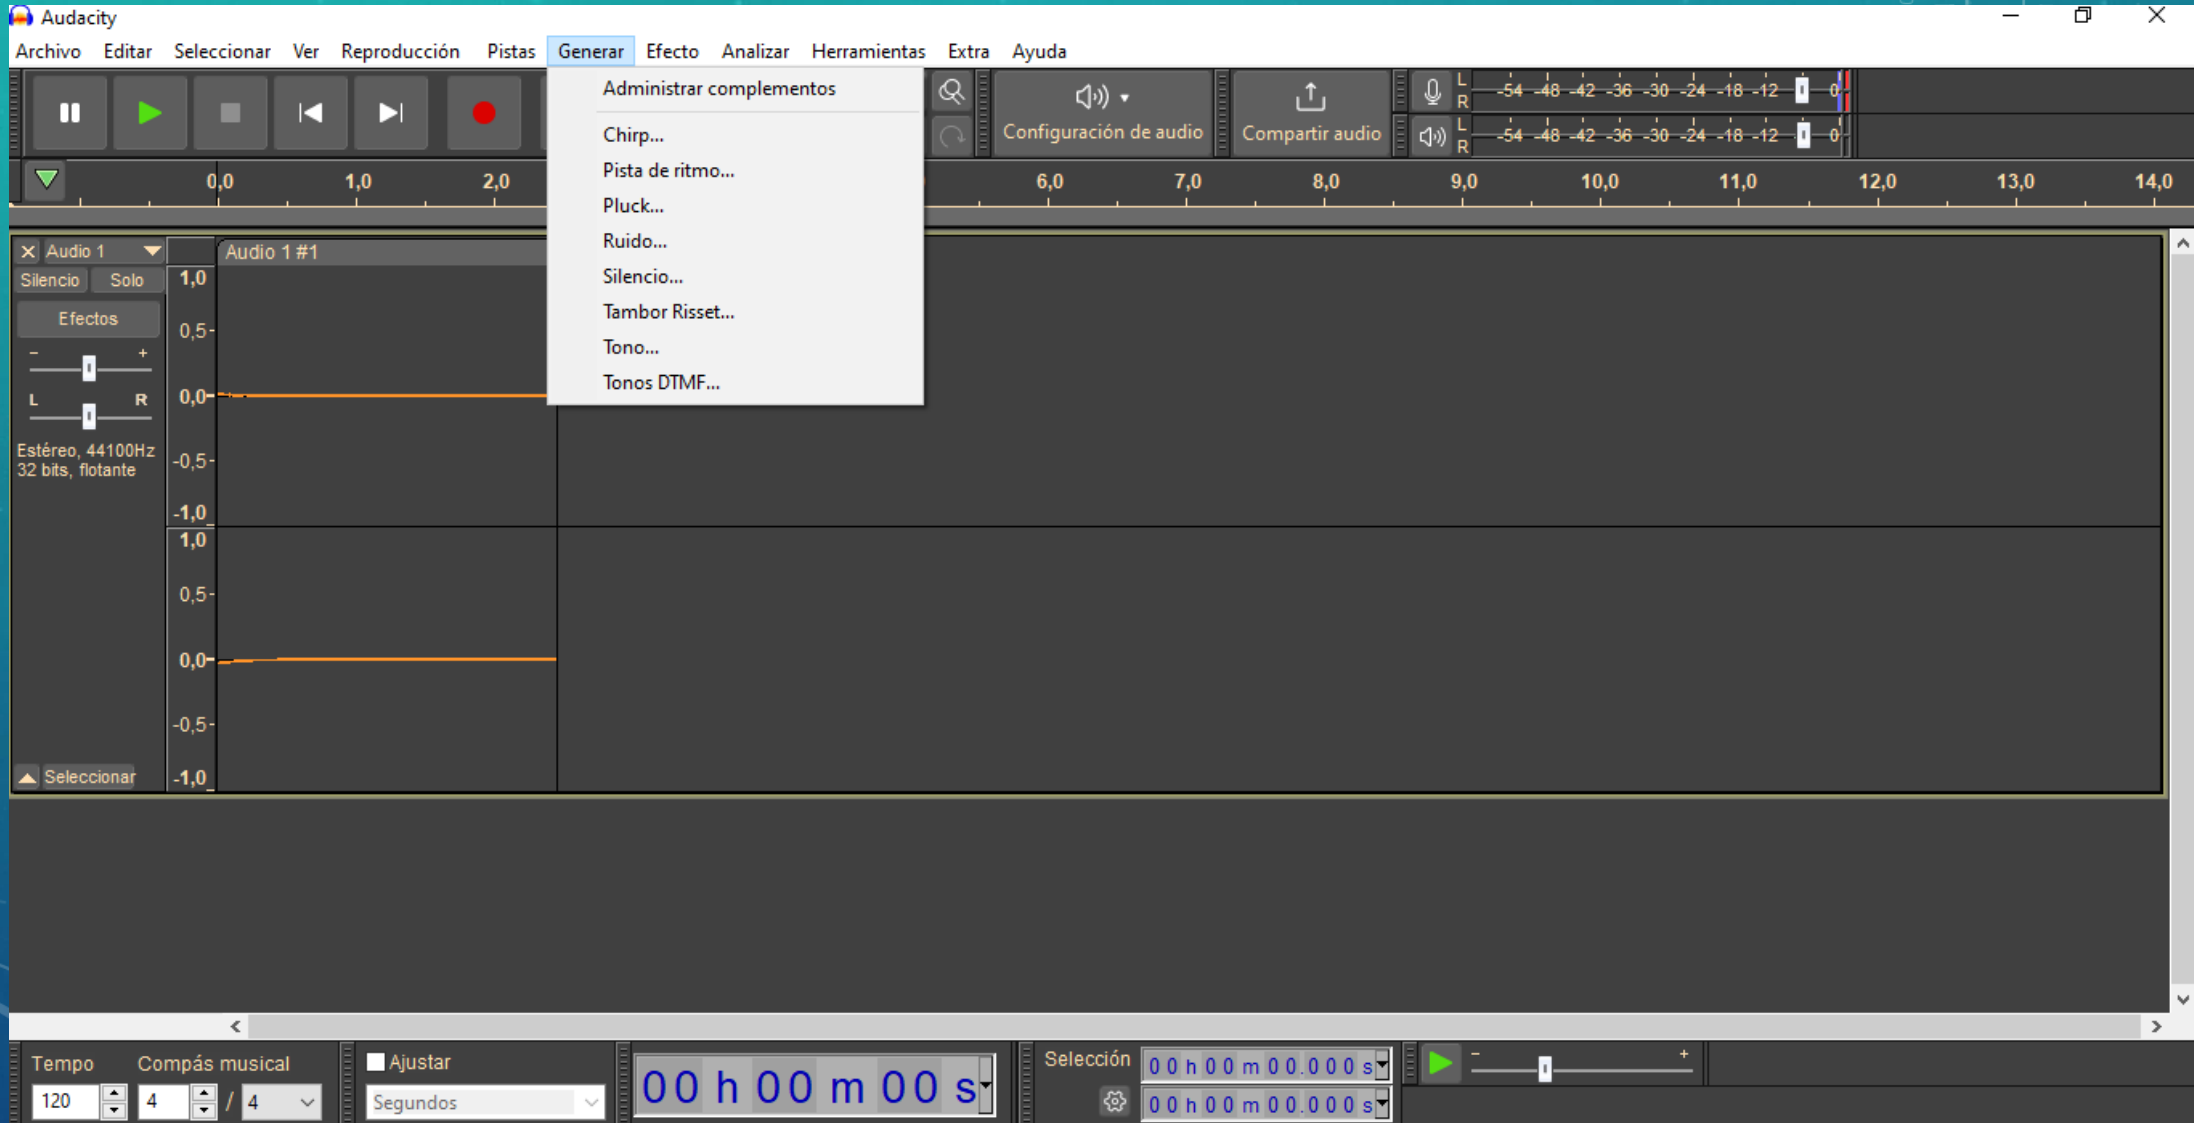 Audacity
Archivo Editar Seleccionar Ver Reproducción Pistas Generar Efecto Analizar Herramientas Extra Ayuda
Administrar complementos
Chirp...
Pista de ritmo...
Pluck...
Ruido...
Silencio...
Tambor Risset...
Tono...
Tonos DTMF...
Configuración de audio
Compartir audio
L
R
-54 -48 -42 -36 -30 -24 -18 -12 0
L
R
-54 -48 -42 -36 -30 -24 -18 -12 0
0,0 1,0 2,0 6,0 7,0 8,0 9,0 10,0 11,0 12,0 13,0 14,0
Audio 1
Audio 1 #1
Silencio Solo
Efectos
- +
L R
Estéreo, 44100Hz
32 bits, flotante
Seleccionar
1,0
0,5-
0,0-
-0,5-
-1,0
1,0
0,5-
0,0-
-0,5-
-1,0
Tempo Compás musical
120 4 / 4
Ajustar
Segundos
00 h 00 m 00 s
Selección
00 h 00 m 00.000 s
00 h 00 m 00.000 s
- +